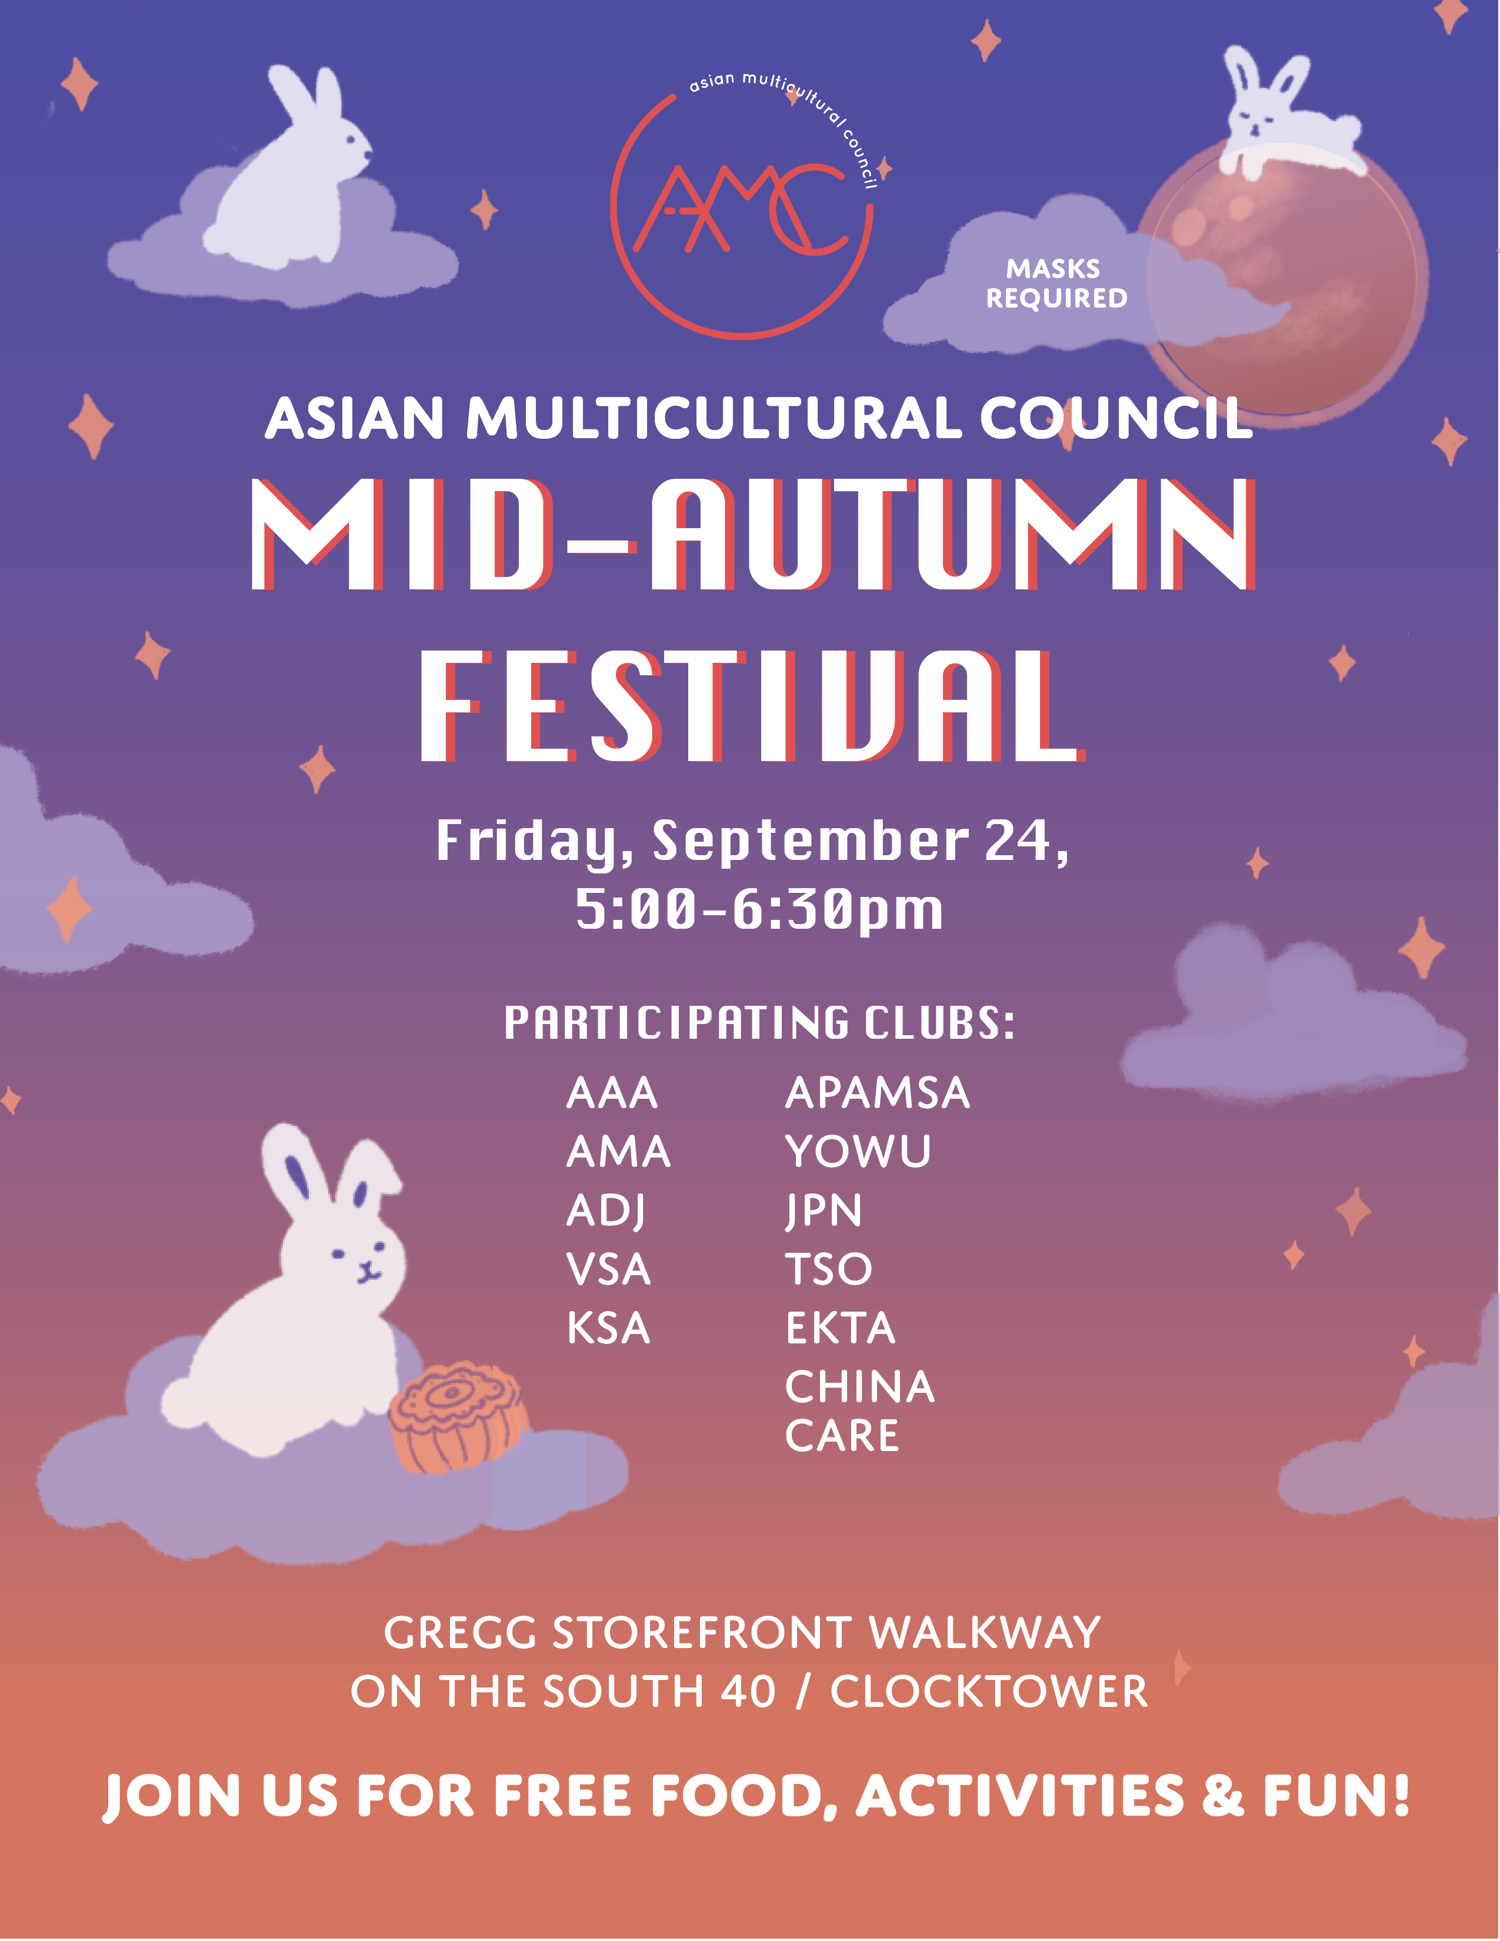 asian multicultural council
AMC
MASKS
REQUIRED
ASIAN MULTICULTURAL COUNCIL
MID-AUTUMN
FESTIVAL
Friday, September 24,
5:00-6:30pm
PARTICIPATING CLUBS:
AAA
AMA
ADJ
VSA
KSA
APAMSA
YOWU
JPN
TSO
EKTA
CHINA
CARE
GREGG STOREFRONT WALKWAY
ON THE SOUTH 40 / CLOCKTOWER
JOIN US FOR FREE FOOD, ACTIVITIES & FUN!